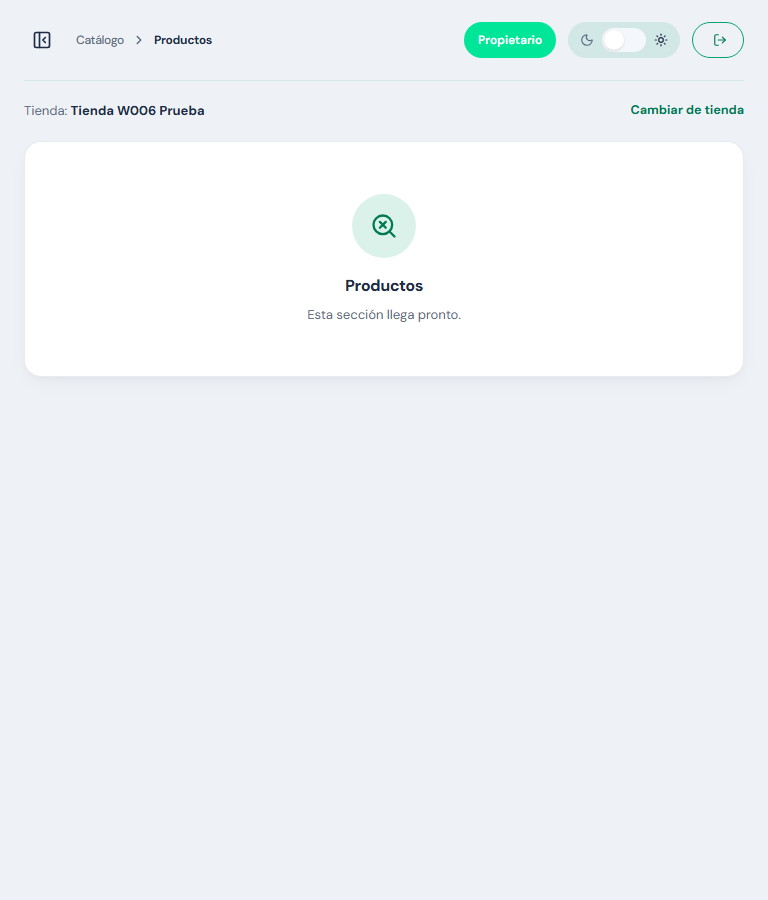 Catálogo > Productos
Propietario
Tienda: Tienda W006 Prueba
Cambiar de tienda
Productos
Esta sección llega pronto.